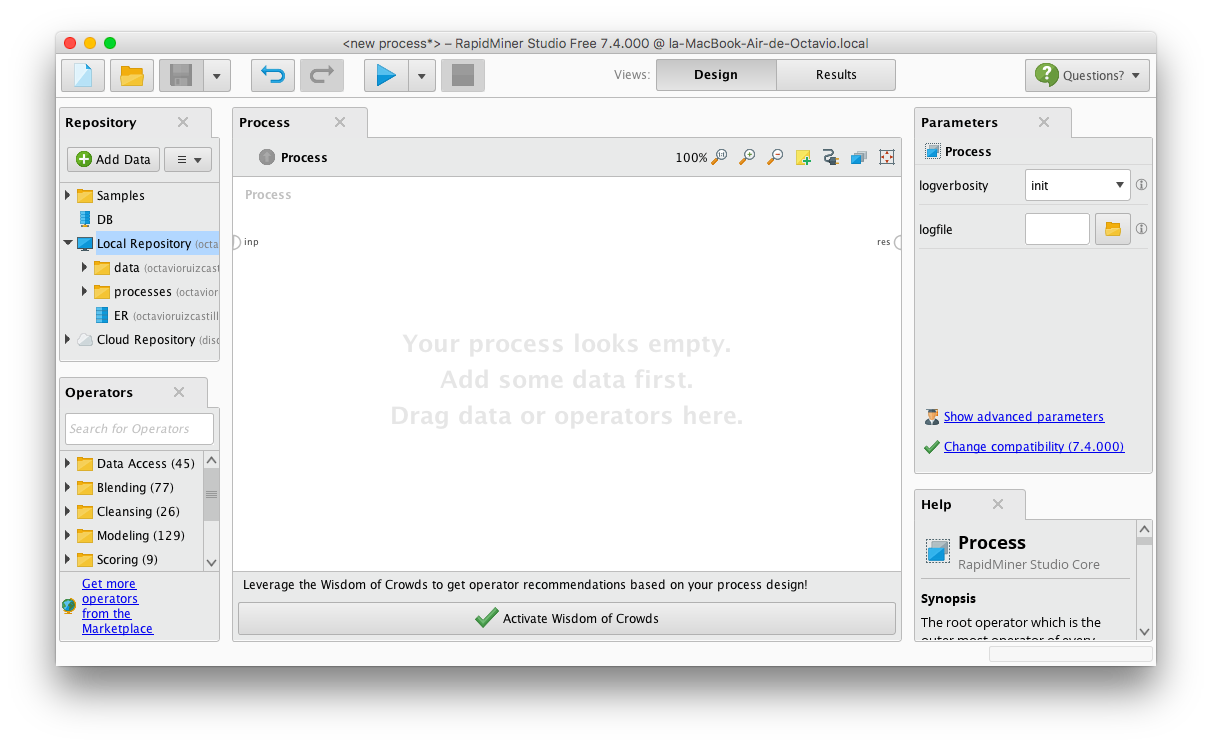 <new process*> – RapidMiner Studio Free 7.4.000 @ la-MacBook-Air-de-Octavio.local
Views:
Design
Results
Questions?
Repository
Add Data
Samples
DB
Local Repository (octa
data (octavioruizcast
processes (octavior
ER (octavioruizcastill
Cloud Repository (disc
Operators
Search for Operators
Data Access (45)
Blending (77)
Cleansing (26)
Modeling (129)
Scoring (9)
Get more
operators
from the
Marketplace
Process
Process
100%
Process
inp
res
Your process looks empty.
Add some data first.
Drag data or operators here.
Leverage the Wisdom of Crowds to get operator recommendations based on your process design!
Activate Wisdom of Crowds
Parameters
Process
logverbosity
init
logfile
Show advanced parameters
Change compatibility (7.4.000)
Help
Process
RapidMiner Studio Core
Synopsis
The root operator which is the
outer most operator of every